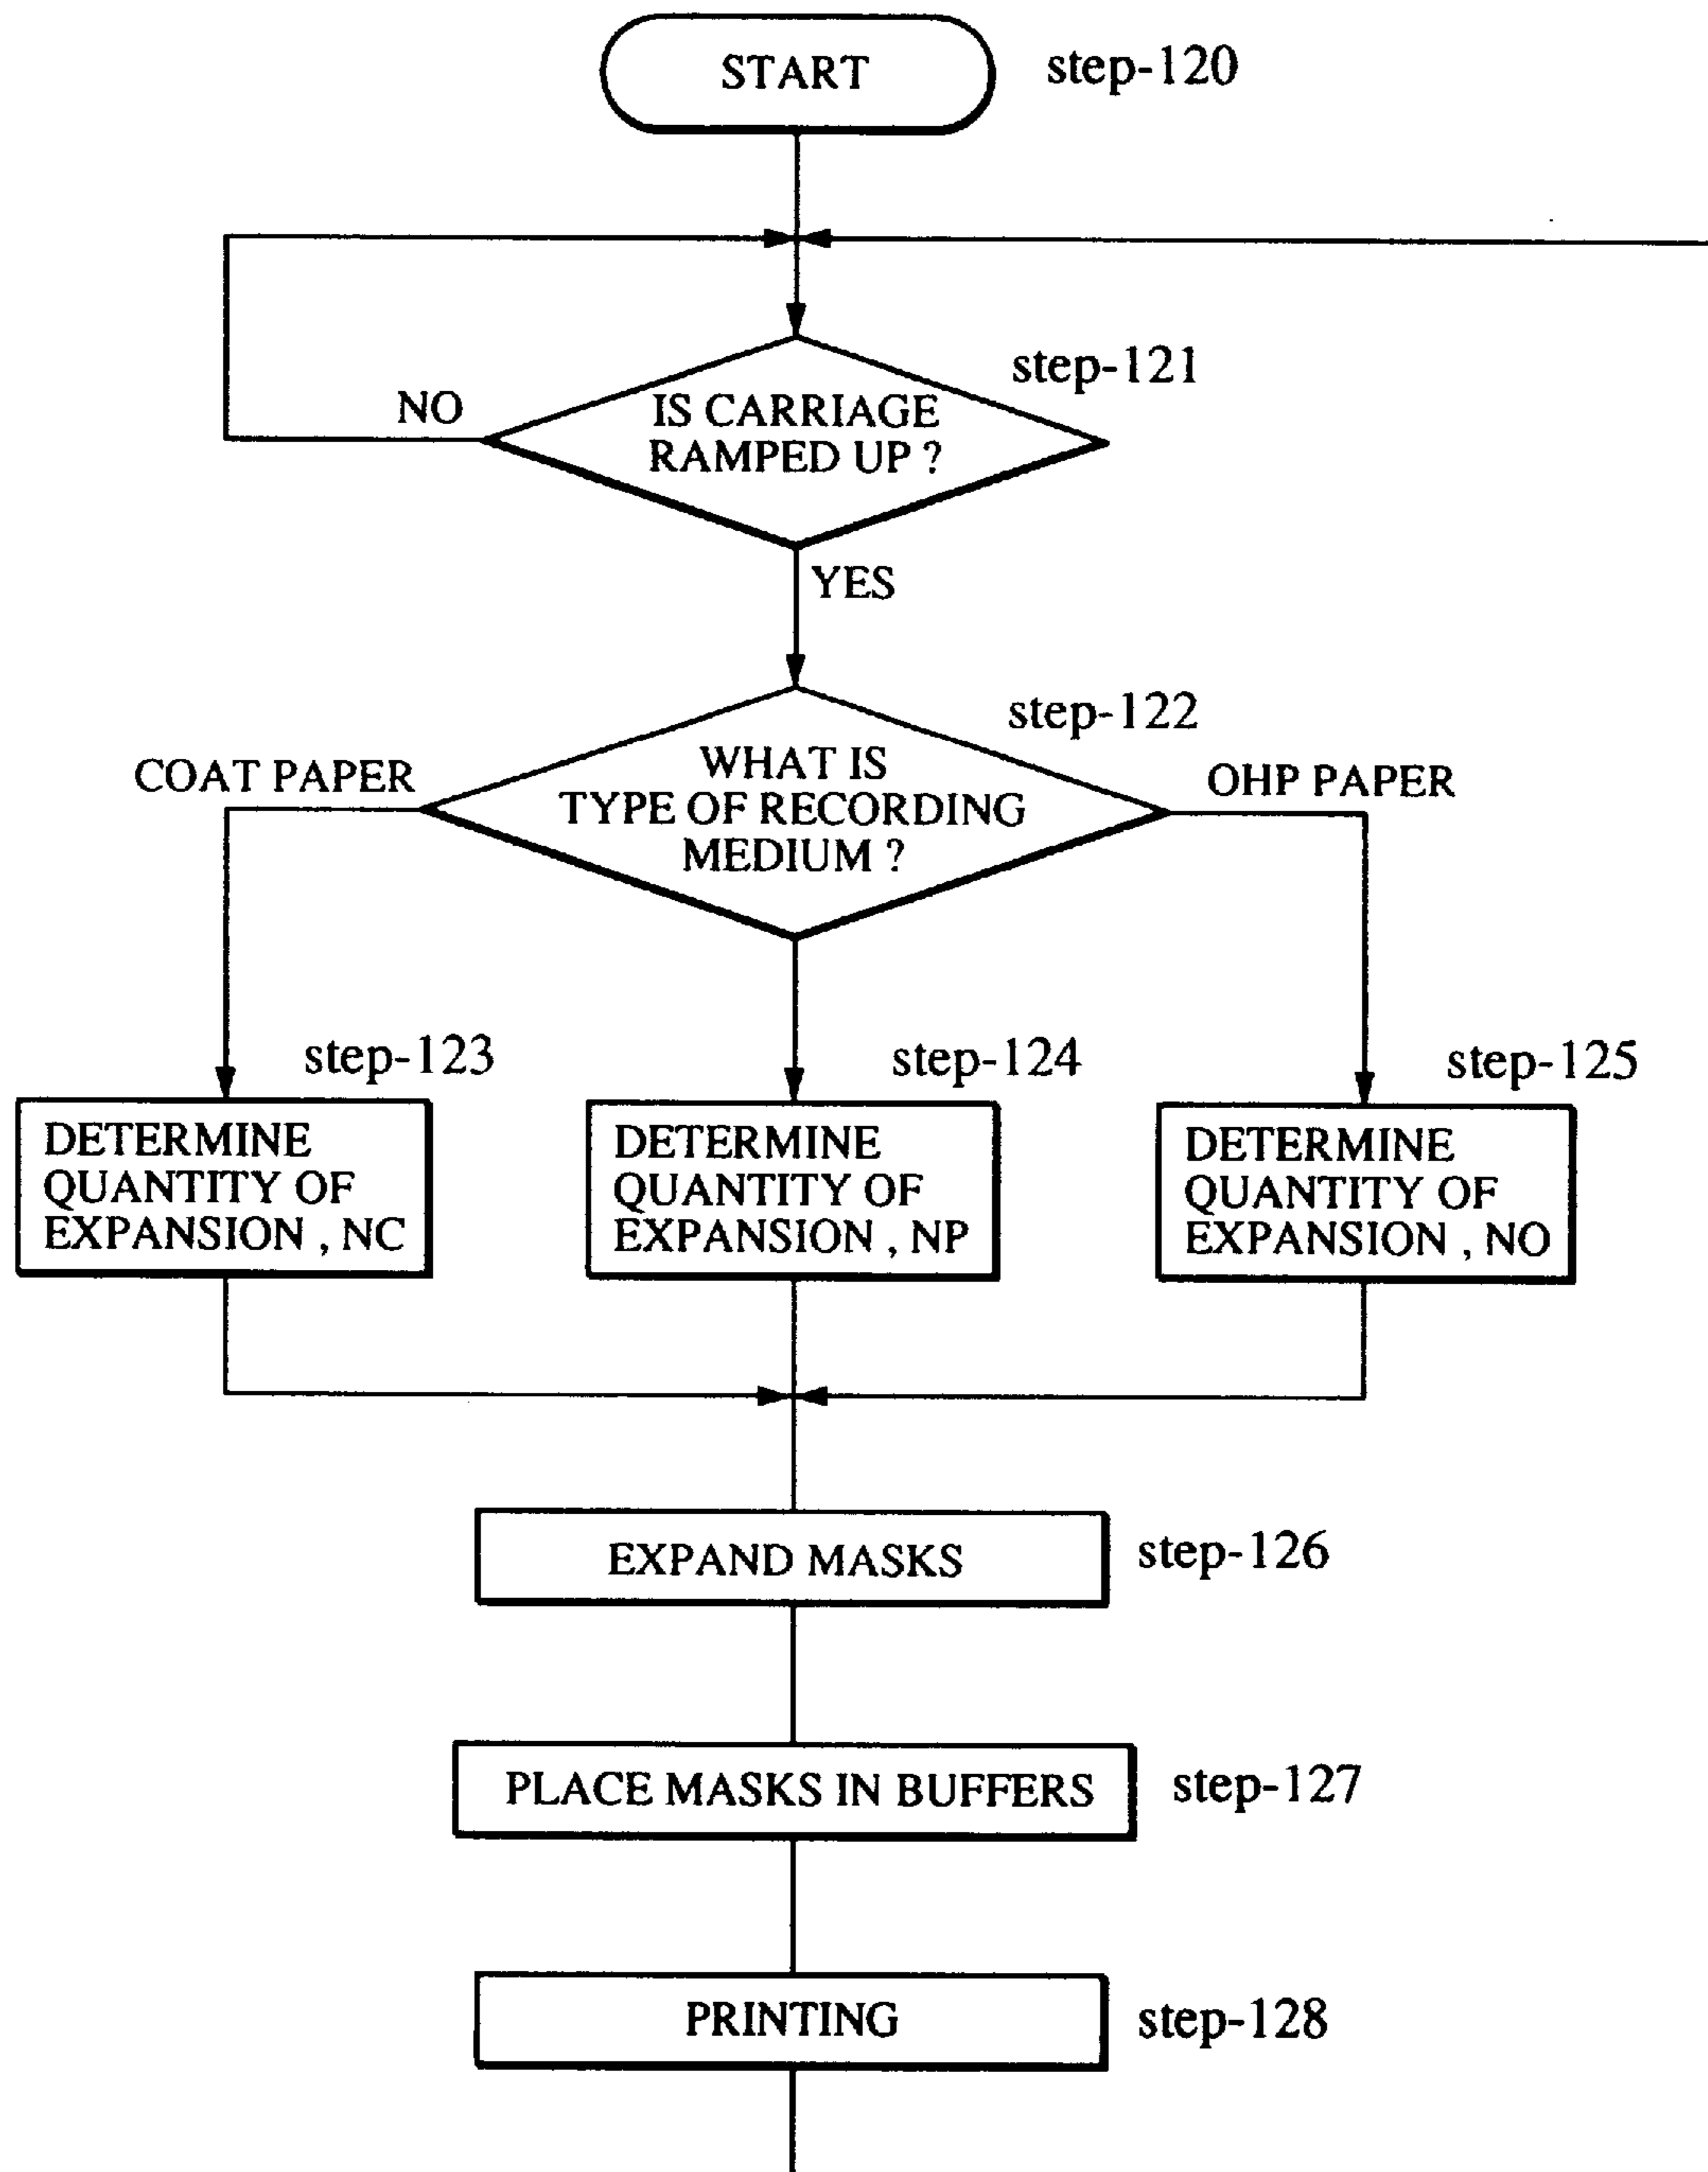 START
step-120
step-121
NO
IS CARRIAGE
RAMPED UP ?
YES
step-122
COAT PAPER
WHAT IS
TYPE OF RECORDING
MEDIUM ?
OHP PAPER
step-123
step-124
step-125
DETERMINE
QUANTITY OF
EXPANSION , NC
DETERMINE
QUANTITY OF
EXPANSION , NP
DETERMINE
QUANTITY OF
EXPANSION , NO
EXPAND MASKS
step-126
PLACE MASKS IN BUFFERS
step-127
PRINTING
step-128